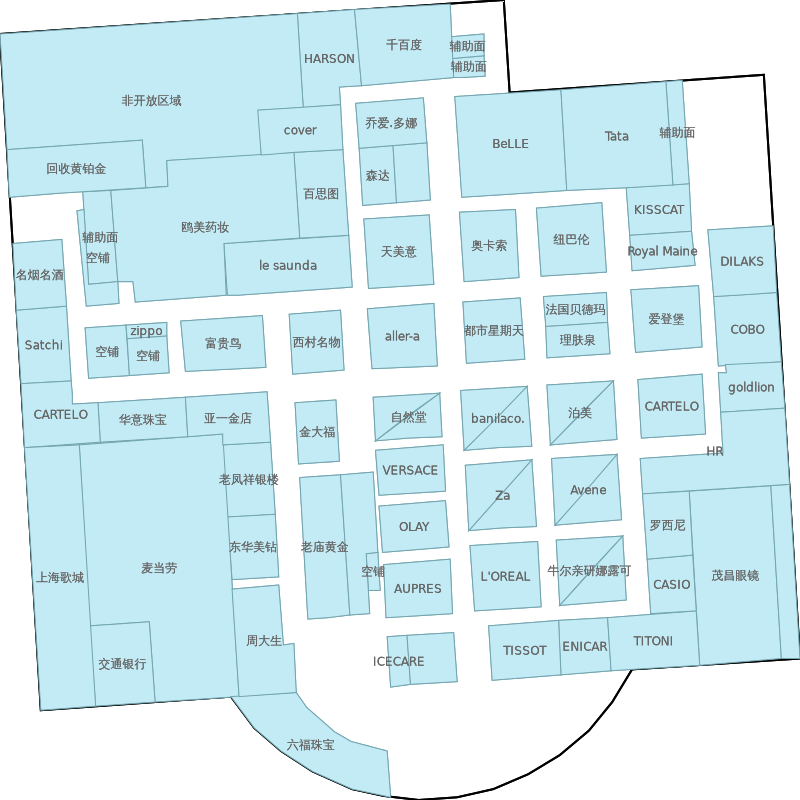 千百度
辅助面
HARSON
辅助面
非开放区域
乔爱.多娜
cover
BeLLE
Tata
辅助面
回收黄铂金
森达
百思图
KISSCAT
鸥美药妆
辅助面
天美意
奥卡索
纽巴伦
Royal Maine
空铺
le saunda
DILAKS
名烟名酒
法国贝德玛
爱登堡
zippo
都市星期天
COBO
Satchi
空铺
空铺
富贵鸟
西村名物
aller-a
理肤泉
goldlion
CARTELO
华意珠宝
亚一金店
金大福
自然堂
banilaco.
泊美
CARTELO
HR
老凤祥银楼
VERSACE
Za
Avene
OLAY
罗西尼
东华美钻
老庙黄金
上海歌城
麦当劳
空铺
AUPRES
L'OREAL
牛尔亲研娜露可
CASIO
茂昌眼镜
周大生
交通银行
ICECARE
TISSOT
ENICAR
TITONI
六福珠宝